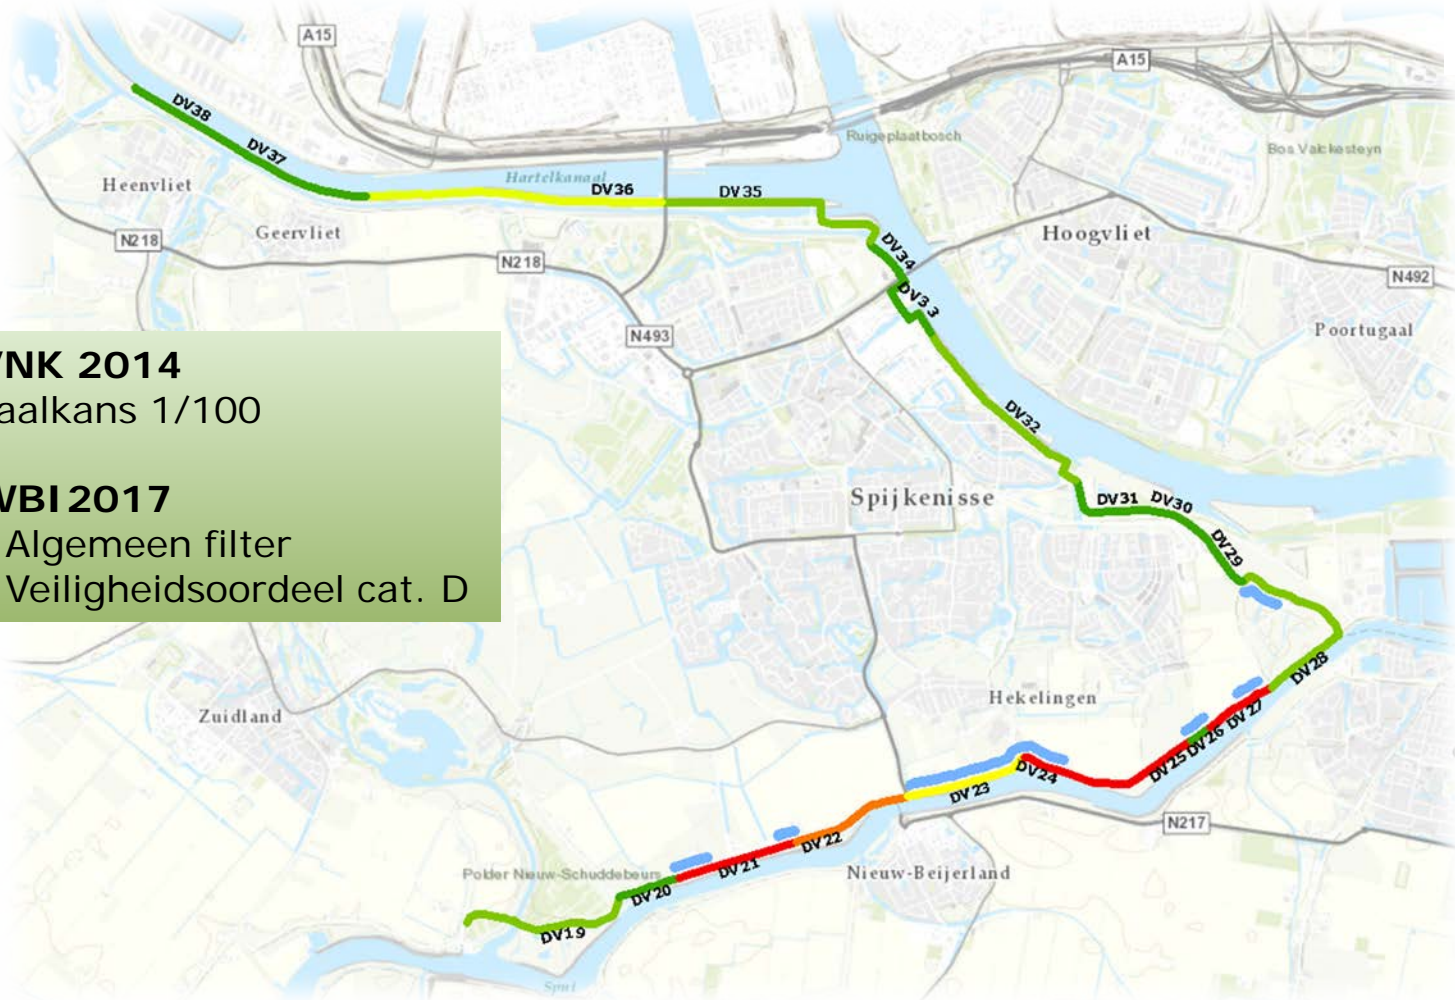 A15
A15
Ruigeplaatbosch
Bos Valckesteyn
DV38
DV37
Heenvliet
Hartelkanaal
DV36
DV35
N218
Geervliet
N218
DV34
Hoogvliet
N492
DV33
N493
Poortugaal
VNK 2014
aalkans 1/100
WBI 2017
Algemeen filter
Veiligheidsoordeel cat. D
DV32
Spijkenisse
DV31
DV30
DV29
DV28
Hekelingen
Zuidland
DV27
DV26
DV25
DV24
DV23
N217
DV22
DV21
Polder Nieuw-Schuddebeurs
Nieuw-Beijerland
DV20
DV19
Spui